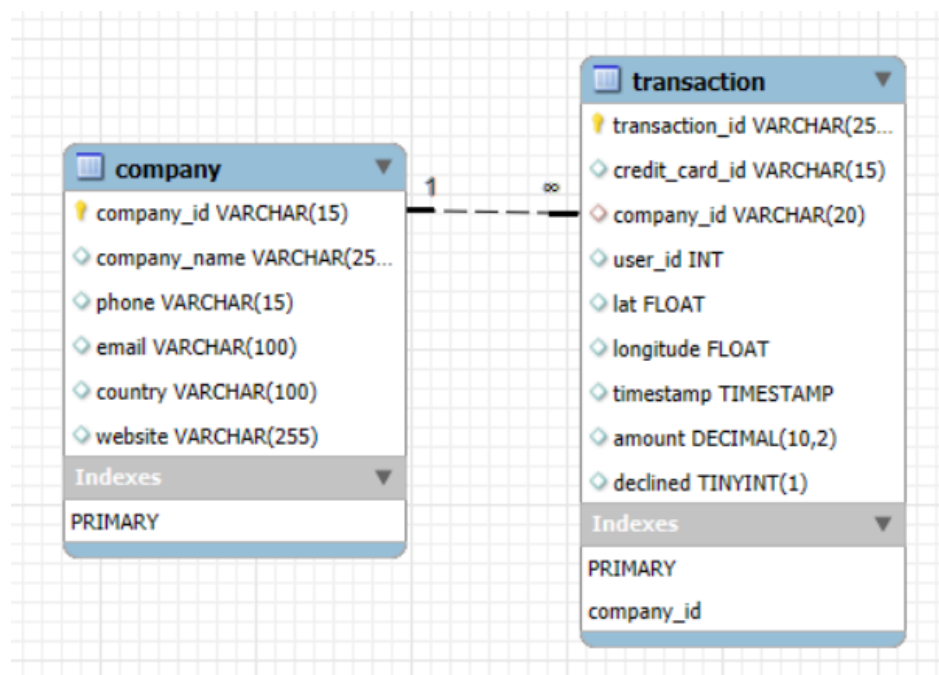 company
company_id VARCHAR(15)
company_name VARCHAR(25...
phone VARCHAR(15)
email VARCHAR(100)
country VARCHAR(100)
website VARCHAR(255)
Indexes
PRIMARY
1
∞
transaction
transaction_id VARCHAR(25...
credit_card_id VARCHAR(15)
company_id VARCHAR(20)
user_id INT
lat FLOAT
longitude FLOAT
timestamp TIMESTAMP
amount DECIMAL(10,2)
declined TINYINT(1)
Indexes
PRIMARY
company_id